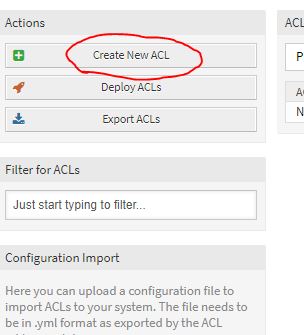 Actions
Create New ACL
Deploy ACLs
Export ACLs
Filter for ACLs
Just start typing to filter...
Configuration Import
Here you can upload a configuration file to
import ACLs to your system. The file needs to
be in .yml format as exported by the ACL
ACL
P
AC
N